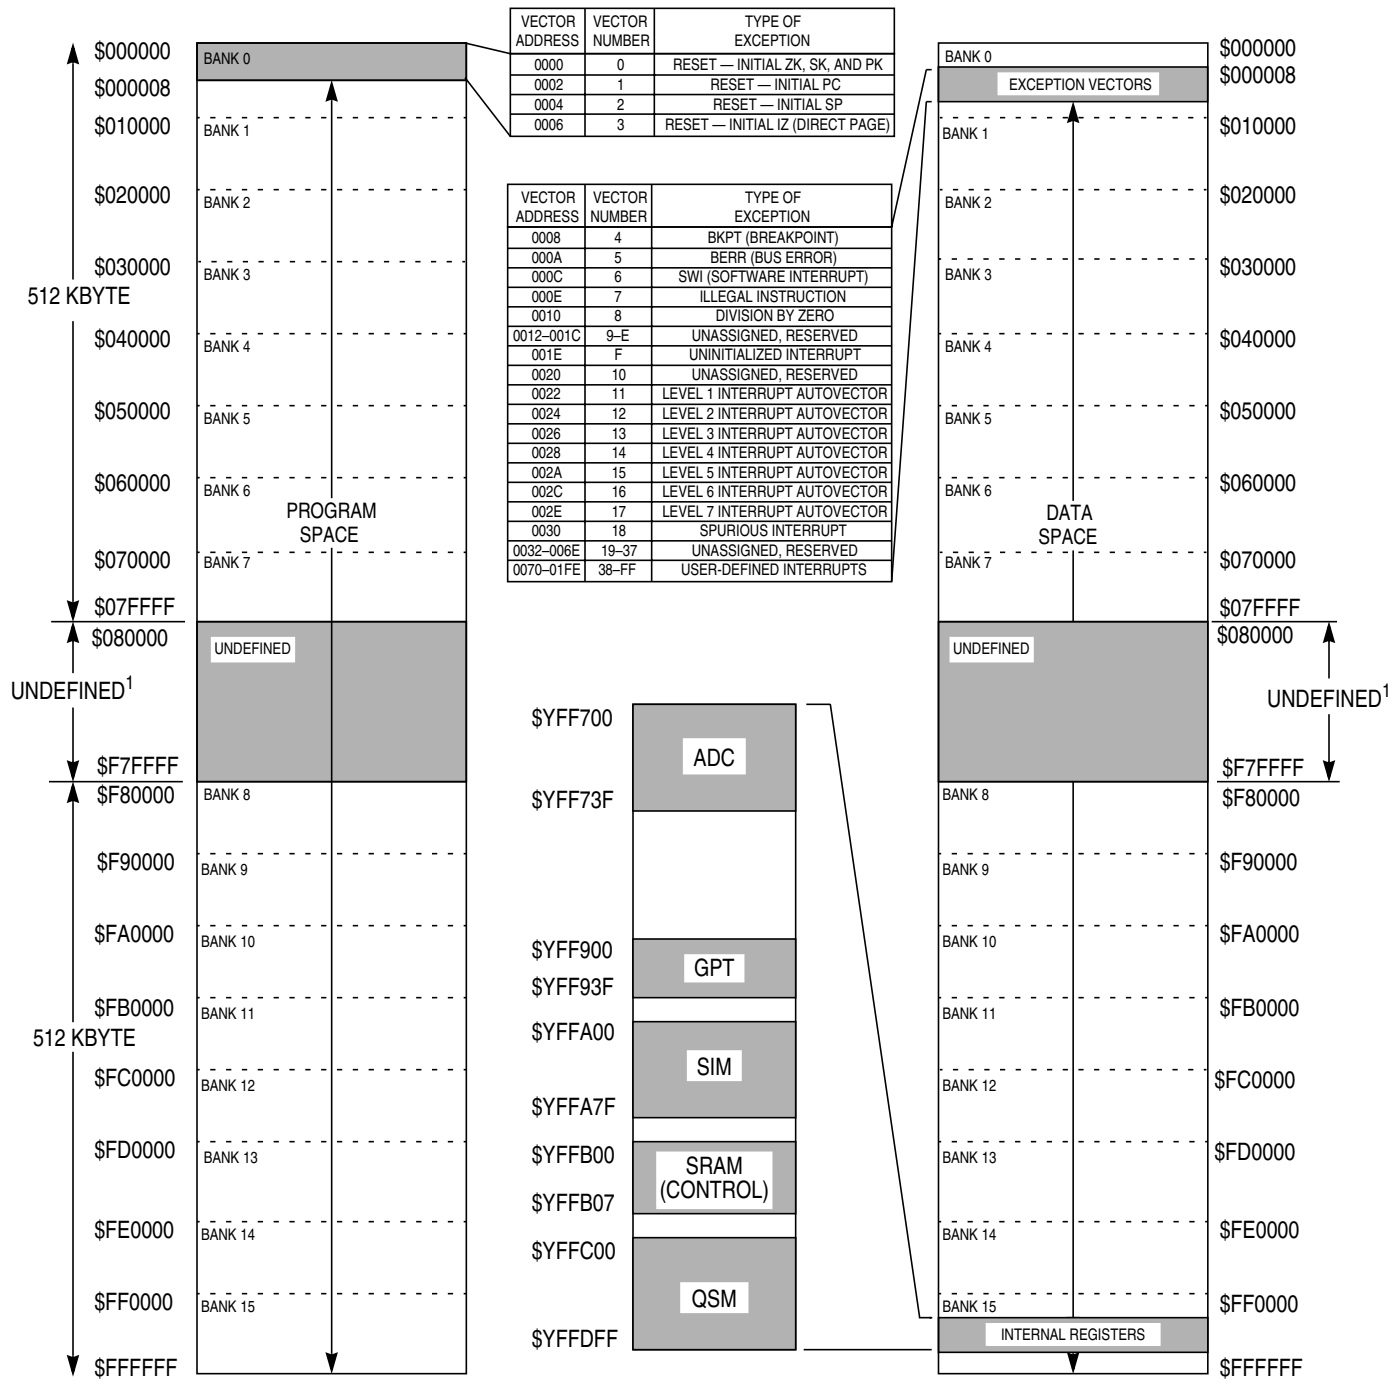 $000000
$000008
$010000
$020000
$030000
512 KBYTE
$040000
$050000
$060000
$070000
$07FFFF
$080000
UNDEFINED1
$F7FFFF
$F80000
$F90000
$FA0000
$FB0000
512 KBYTE
$FC0000
$FD0000
$FE0000
$FF0000
$FFFFFF
BANK 0
BANK 1
BANK 2
BANK 3
BANK 4
BANK 5
BANK 6
PROGRAM
SPACE
BANK 7
UNDEFINED
BANK 8
BANK 9
BANK 10
BANK 11
BANK 12
BANK 13
BANK 14
BANK 15
VECTOR VECTOR TYPE OF
ADDRESS NUMBER EXCEPTION
0000 0 RESET — INITIAL ZK, SK, AND PK
0002 1 RESET — INITIAL PC
0004 2 RESET — INITIAL SP
0006 3 RESET — INITIAL IZ (DIRECT PAGE)
VECTOR VECTOR TYPE OF
ADDRESS NUMBER EXCEPTION
0008 4 BKPT (BREAKPOINT)
000A 5 BERR (BUS ERROR)
000C 6 SWI (SOFTWARE INTERRUPT)
000E 7 ILLEGAL INSTRUCTION
0010 8 DIVISION BY ZERO
0012–001C 9–E UNASSIGNED, RESERVED
001E F UNINITIALIZED INTERRUPT
0020 10 UNASSIGNED, RESERVED
0022 11 LEVEL 1 INTERRUPT AUTOVECTOR
0024 12 LEVEL 2 INTERRUPT AUTOVECTOR
0026 13 LEVEL 3 INTERRUPT AUTOVECTOR
0028 14 LEVEL 4 INTERRUPT AUTOVECTOR
002A 15 LEVEL 5 INTERRUPT AUTOVECTOR
002C 16 LEVEL 6 INTERRUPT AUTOVECTOR
002E 17 LEVEL 7 INTERRUPT AUTOVECTOR
0030 18 SPURIOUS INTERRUPT
0032–006E 19–37 UNASSIGNED, RESERVED
0070–01FE 38–FF USER-DEFINED INTERRUPTS
$YFF700
ADC
$YFF73F
$YFF900
GPT
$YFF93F
$YFFA00
SIM
$YFFA7F
$YFFB00
SRAM
(CONTROL)
$YFFB07
$YFFC00
QSM
$YFFDFF
BANK 0
EXCEPTION VECTORS
BANK 1
BANK 2
BANK 3
BANK 4
BANK 5
BANK 6
DATA
SPACE
BANK 7
UNDEFINED
BANK 8
BANK 9
BANK 10
BANK 11
BANK 12
BANK 13
BANK 14
BANK 15
INTERNAL REGISTERS
$000000
$000008
$010000
$020000
$030000
$040000
$050000
$060000
$070000
$07FFFF
$080000
UNDEFINED1
$F7FFFF
$F80000
$F90000
$FA0000
$FB0000
$FC0000
$FD0000
$FE0000
$FF0000
$FFFFFF